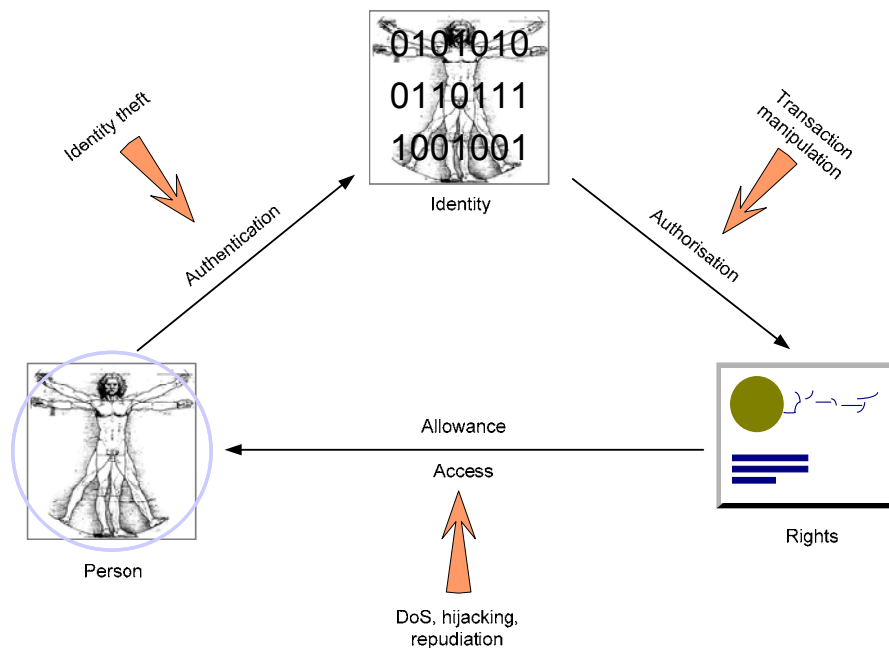 0101010
0110111
1001001
Identity
Identity theft
Transaction
manipulation
Authentication
Authorisation
Allowance
Access
Person
Rights
DoS, hijacking,
repudiation